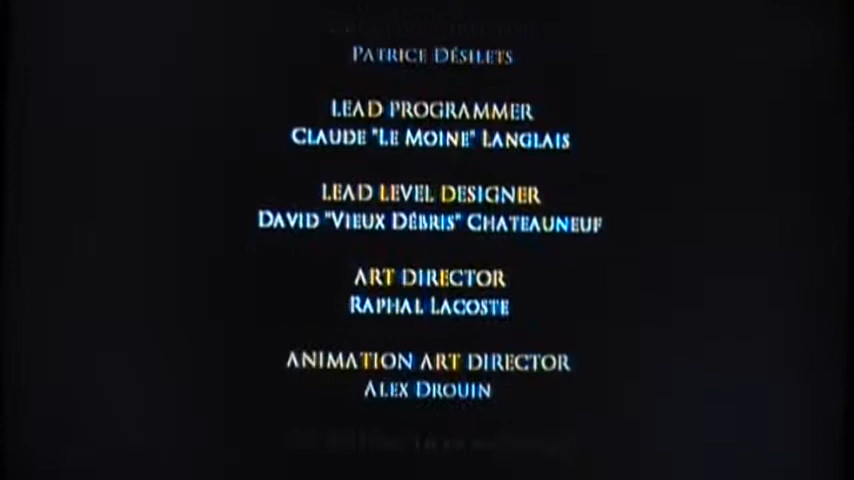 PATRICE DÉSILETS
LEAD PROGRAMMER
CLAUDE "LE MOINE" LANGLAIS
LEAD LEVEL DESIGNER
DAVID "VIEUX DÉBRIS" CHATEAUNEUF
ART DIRECTOR
RAPHAL LACOSTE
ANIMATION ART DIRECTOR
ALEX DROUIN